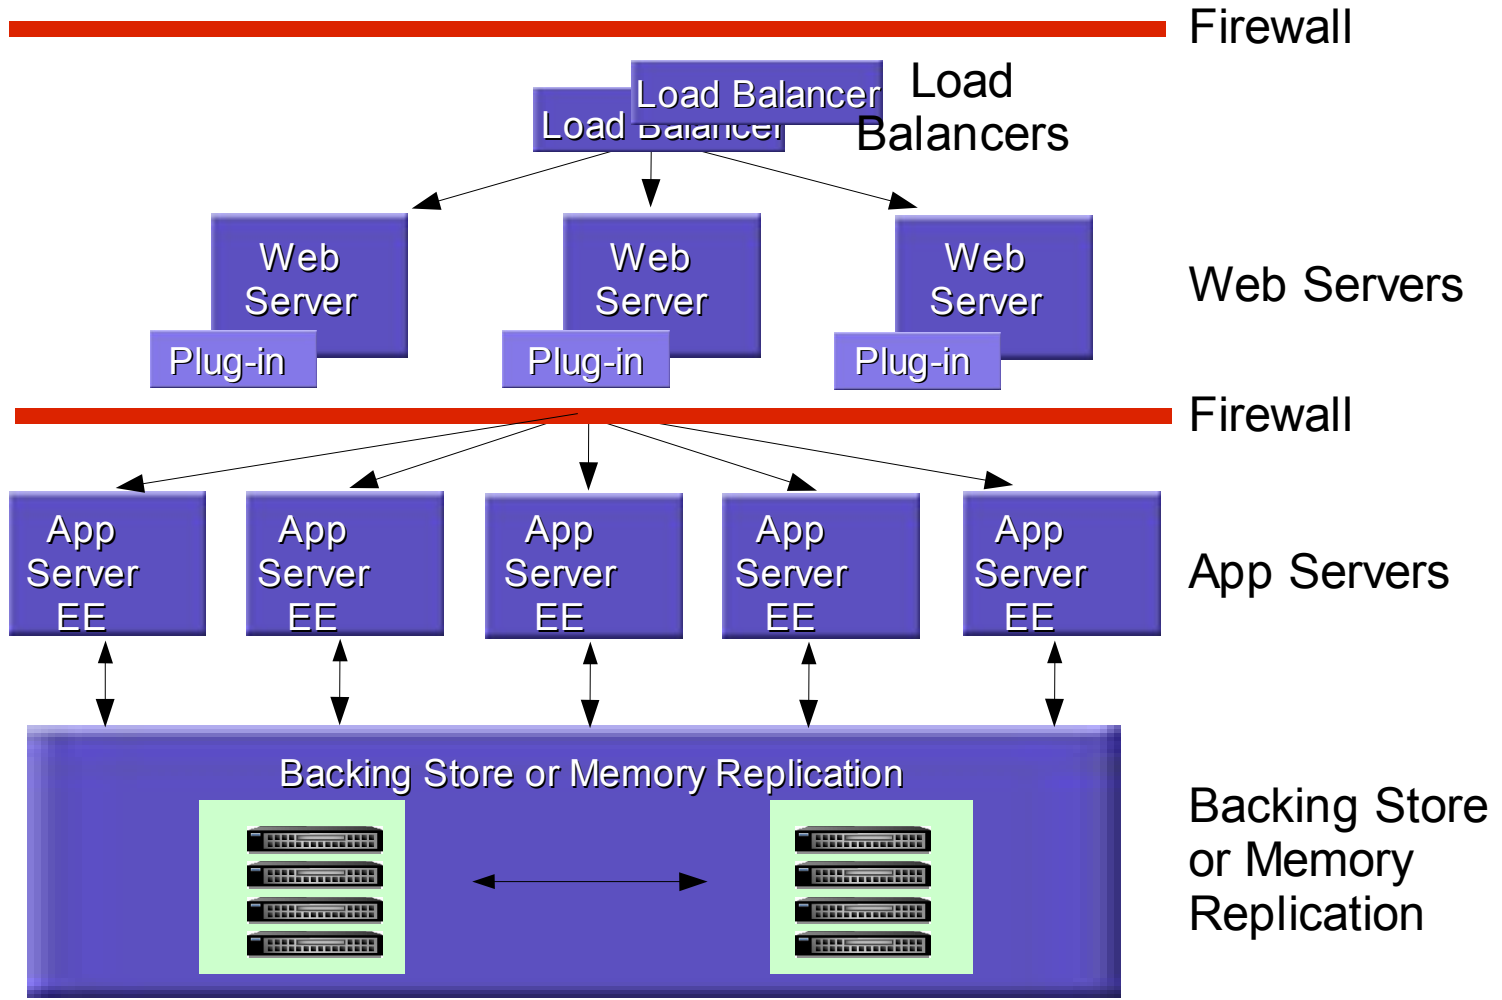 Firewall
Load Balancer
Load Balancer
Load
Balancers
Web
Server
Plug-in
Web
Server
Plug-in
Web
Server
Plug-in
Web Servers
Firewall
App
Server
EE
App
Server
EE
App
Server
EE
App
Server
EE
App
Server
EE
App Servers
Backing Store or Memory Replication
Backing Store
or Memory
Replication